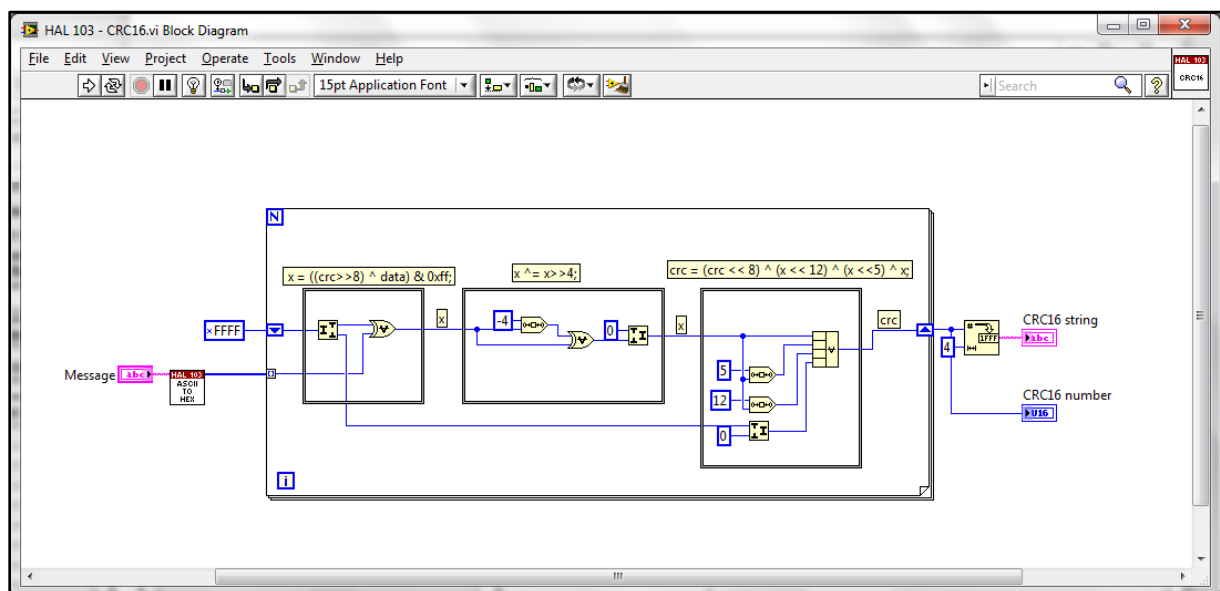 HAL 103 - CRC16.vi Block Diagram
File Edit View Project Operate Tools Window Help
HAL 103
CRC16
15pt Application Font
Search
?
N
x = ((crc>>8) ^ data) & 0xff;
x ^= x>>4;
crc = (crc << 8) ^ (x << 12) ^ (x <<5) ^ x;
×FFFF
x
-4
0
x
crc
CRC16 string
1FFF
abc
4
5
12
0
Message
abc
HAL 103
ASCII
TO
HEX
CRC16 number
U16
i